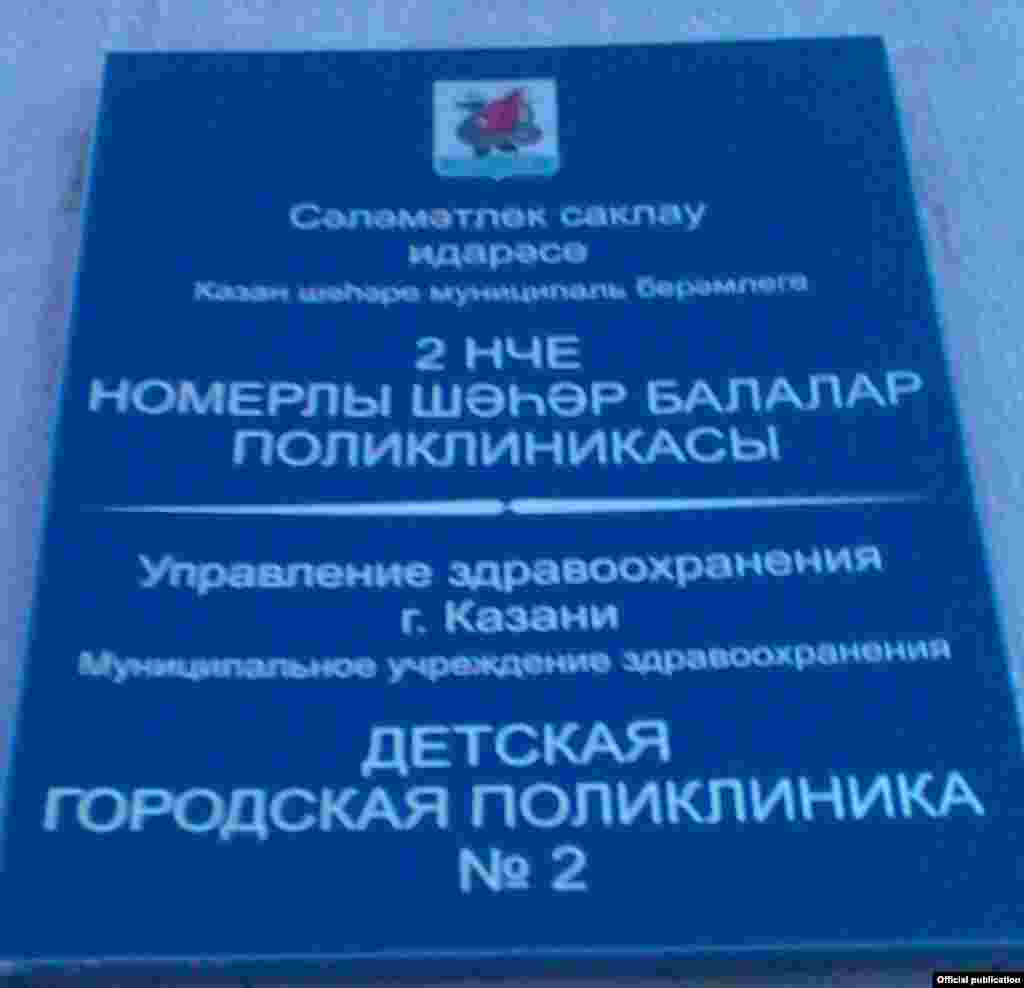 Сәламәтлек саклау
идарәсе
Казан шәһәре муниципаль берәмлеге
2 НЧЕ
НОМЕРЛЫ ШӘҺӘР БАЛАЛАР
ПОЛИКЛИНИКАСЫ
Управление здравоохранения
г. Казани
Муниципальное учреждение здравоохранения
ДЕТСКАЯ
ГОРОДСКАЯ ПОЛИКЛИНИКА
№ 2
Official publication